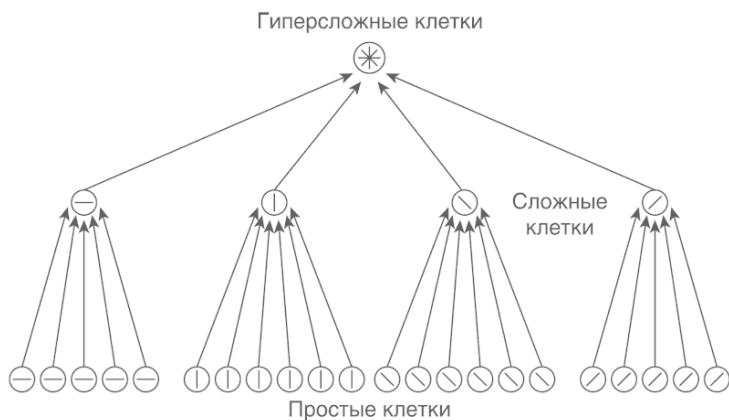 Гиперсложные клетки
Сложные
клетки
Простые клетки